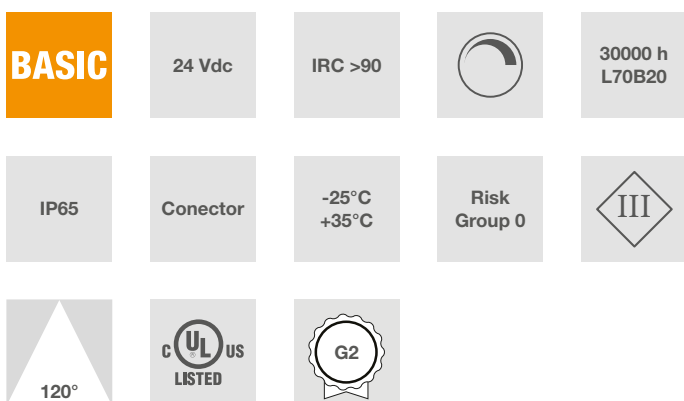 BASIC
24 Vdc
IRC >90
30000 h
L70B20
IP65
Conector
-25°C
+35°C
Risk
Group 0
III
120°
C UL US
®
LISTED
G2